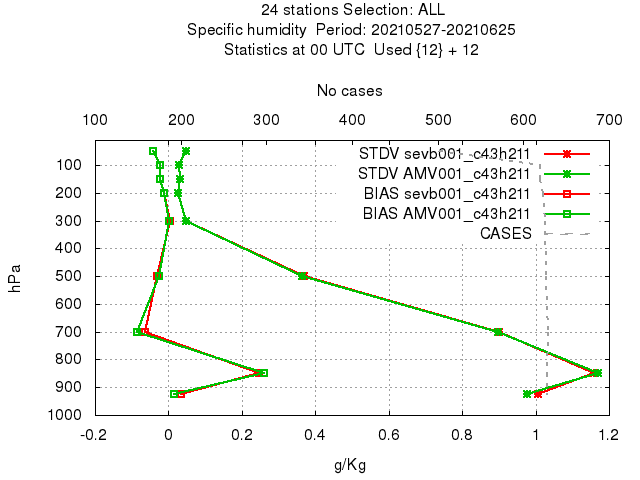 24 stations Selection: ALL
Specific humidity  Period: 20210527-20210625
Statistics at 00 UTC  Used {12} + 12
No cases
100 200 300 400 500 600 700
STDV sevb001_c43h211
STDV AMV001_c43h211
BIAS sevb001_c43h211
BIAS AMV001_c43h211
CASES
hPa
100
200
300
400
500
600
700
800
900
1000
-0.2 0 0.2 0.4 0.6 0.8 1 1.2
g/Kg